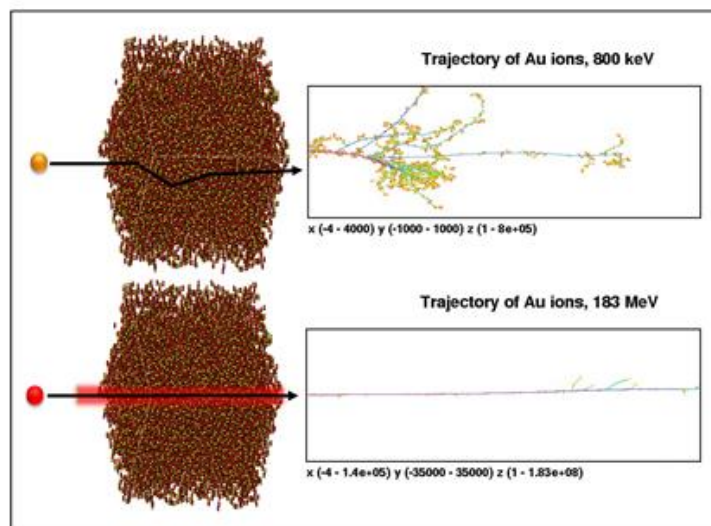 Trajectory of Au ions, 800 keV
x (-4 - 4000) y (-1000 - 1000) z (1 - 8e+05)
Trajectory of Au ions, 183 MeV
x (-4 - 1.4e+05) y (-35000 - 35000) z (1 - 1.83e+08)